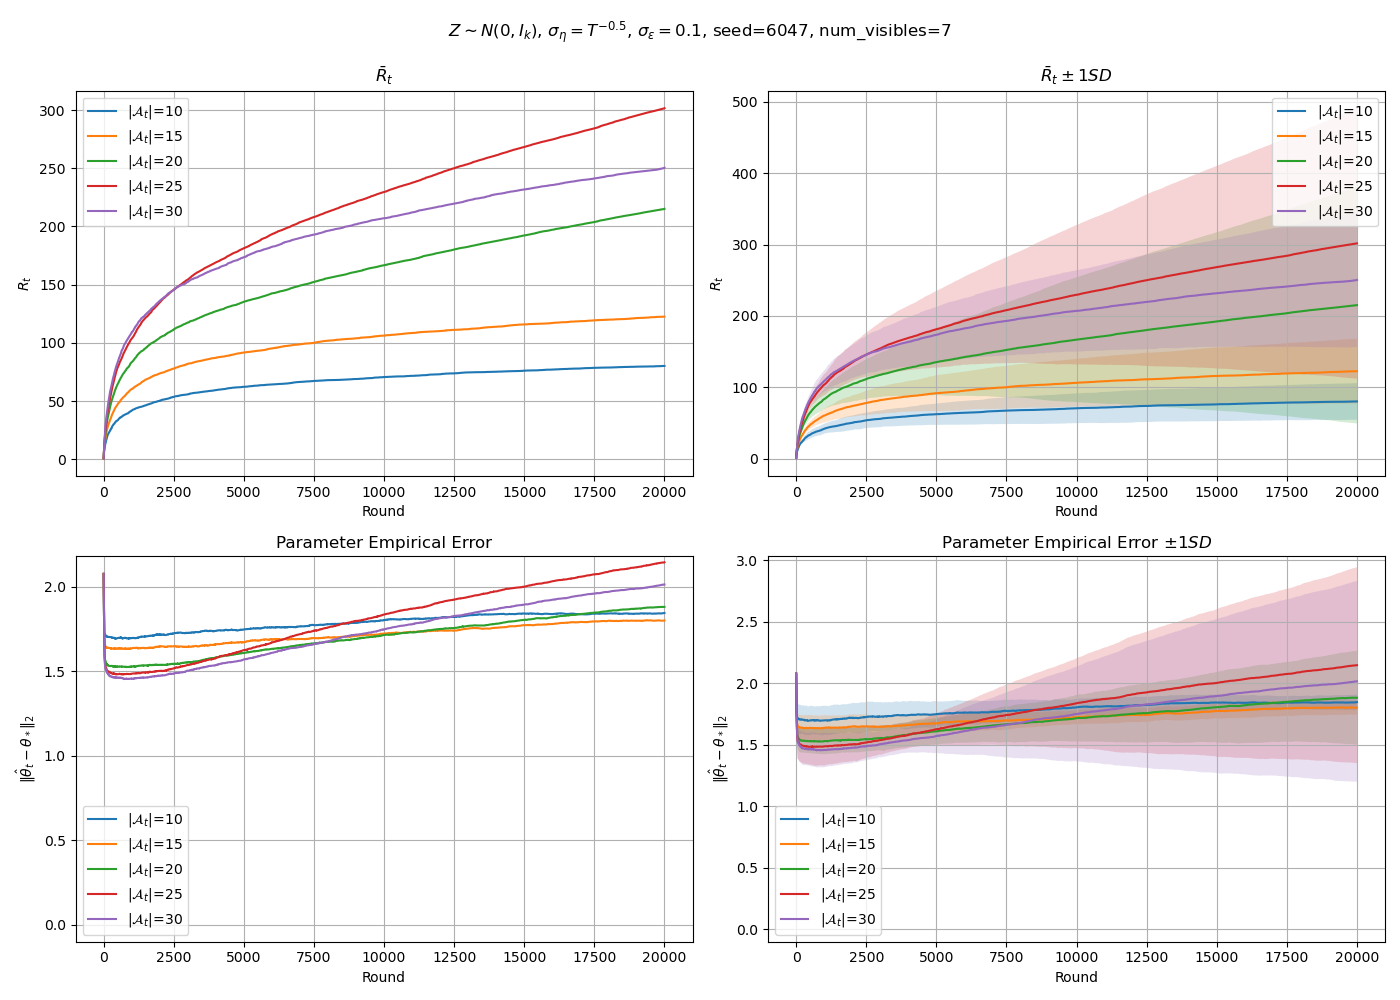 Z ∼ N(0, I_k), σ_η = T^{−0.5}, σ_ε = 0.1, seed=6047, num_visibles=7
R̄_t
R_t
300
250
200
150
100
50
0
|𝒜_t|=10
|𝒜_t|=15
|𝒜_t|=20
|𝒜_t|=25
|𝒜_t|=30
0 2500 5000 7500 10000 12500 15000 17500 20000
Round
R̄_t ± 1SD
R_t
500
400
300
200
100
0
|𝒜_t|=10
|𝒜_t|=15
|𝒜_t|=20
|𝒜_t|=25
|𝒜_t|=30
0 2500 5000 7500 10000 12500 15000 17500 20000
Round
Parameter Empirical Error
‖θ̂_t − θ_*‖_2
2.0
1.5
1.0
0.5
0.0
|𝒜_t|=10
|𝒜_t|=15
|𝒜_t|=20
|𝒜_t|=25
|𝒜_t|=30
0 2500 5000 7500 10000 12500 15000 17500 20000
Round
Parameter Empirical Error ±1SD
‖θ̂_t − θ_*‖_2
3.0
2.5
2.0
1.5
1.0
0.5
0.0
|𝒜_t|=10
|𝒜_t|=15
|𝒜_t|=20
|𝒜_t|=25
|𝒜_t|=30
0 2500 5000 7500 10000 12500 15000 17500 20000
Round